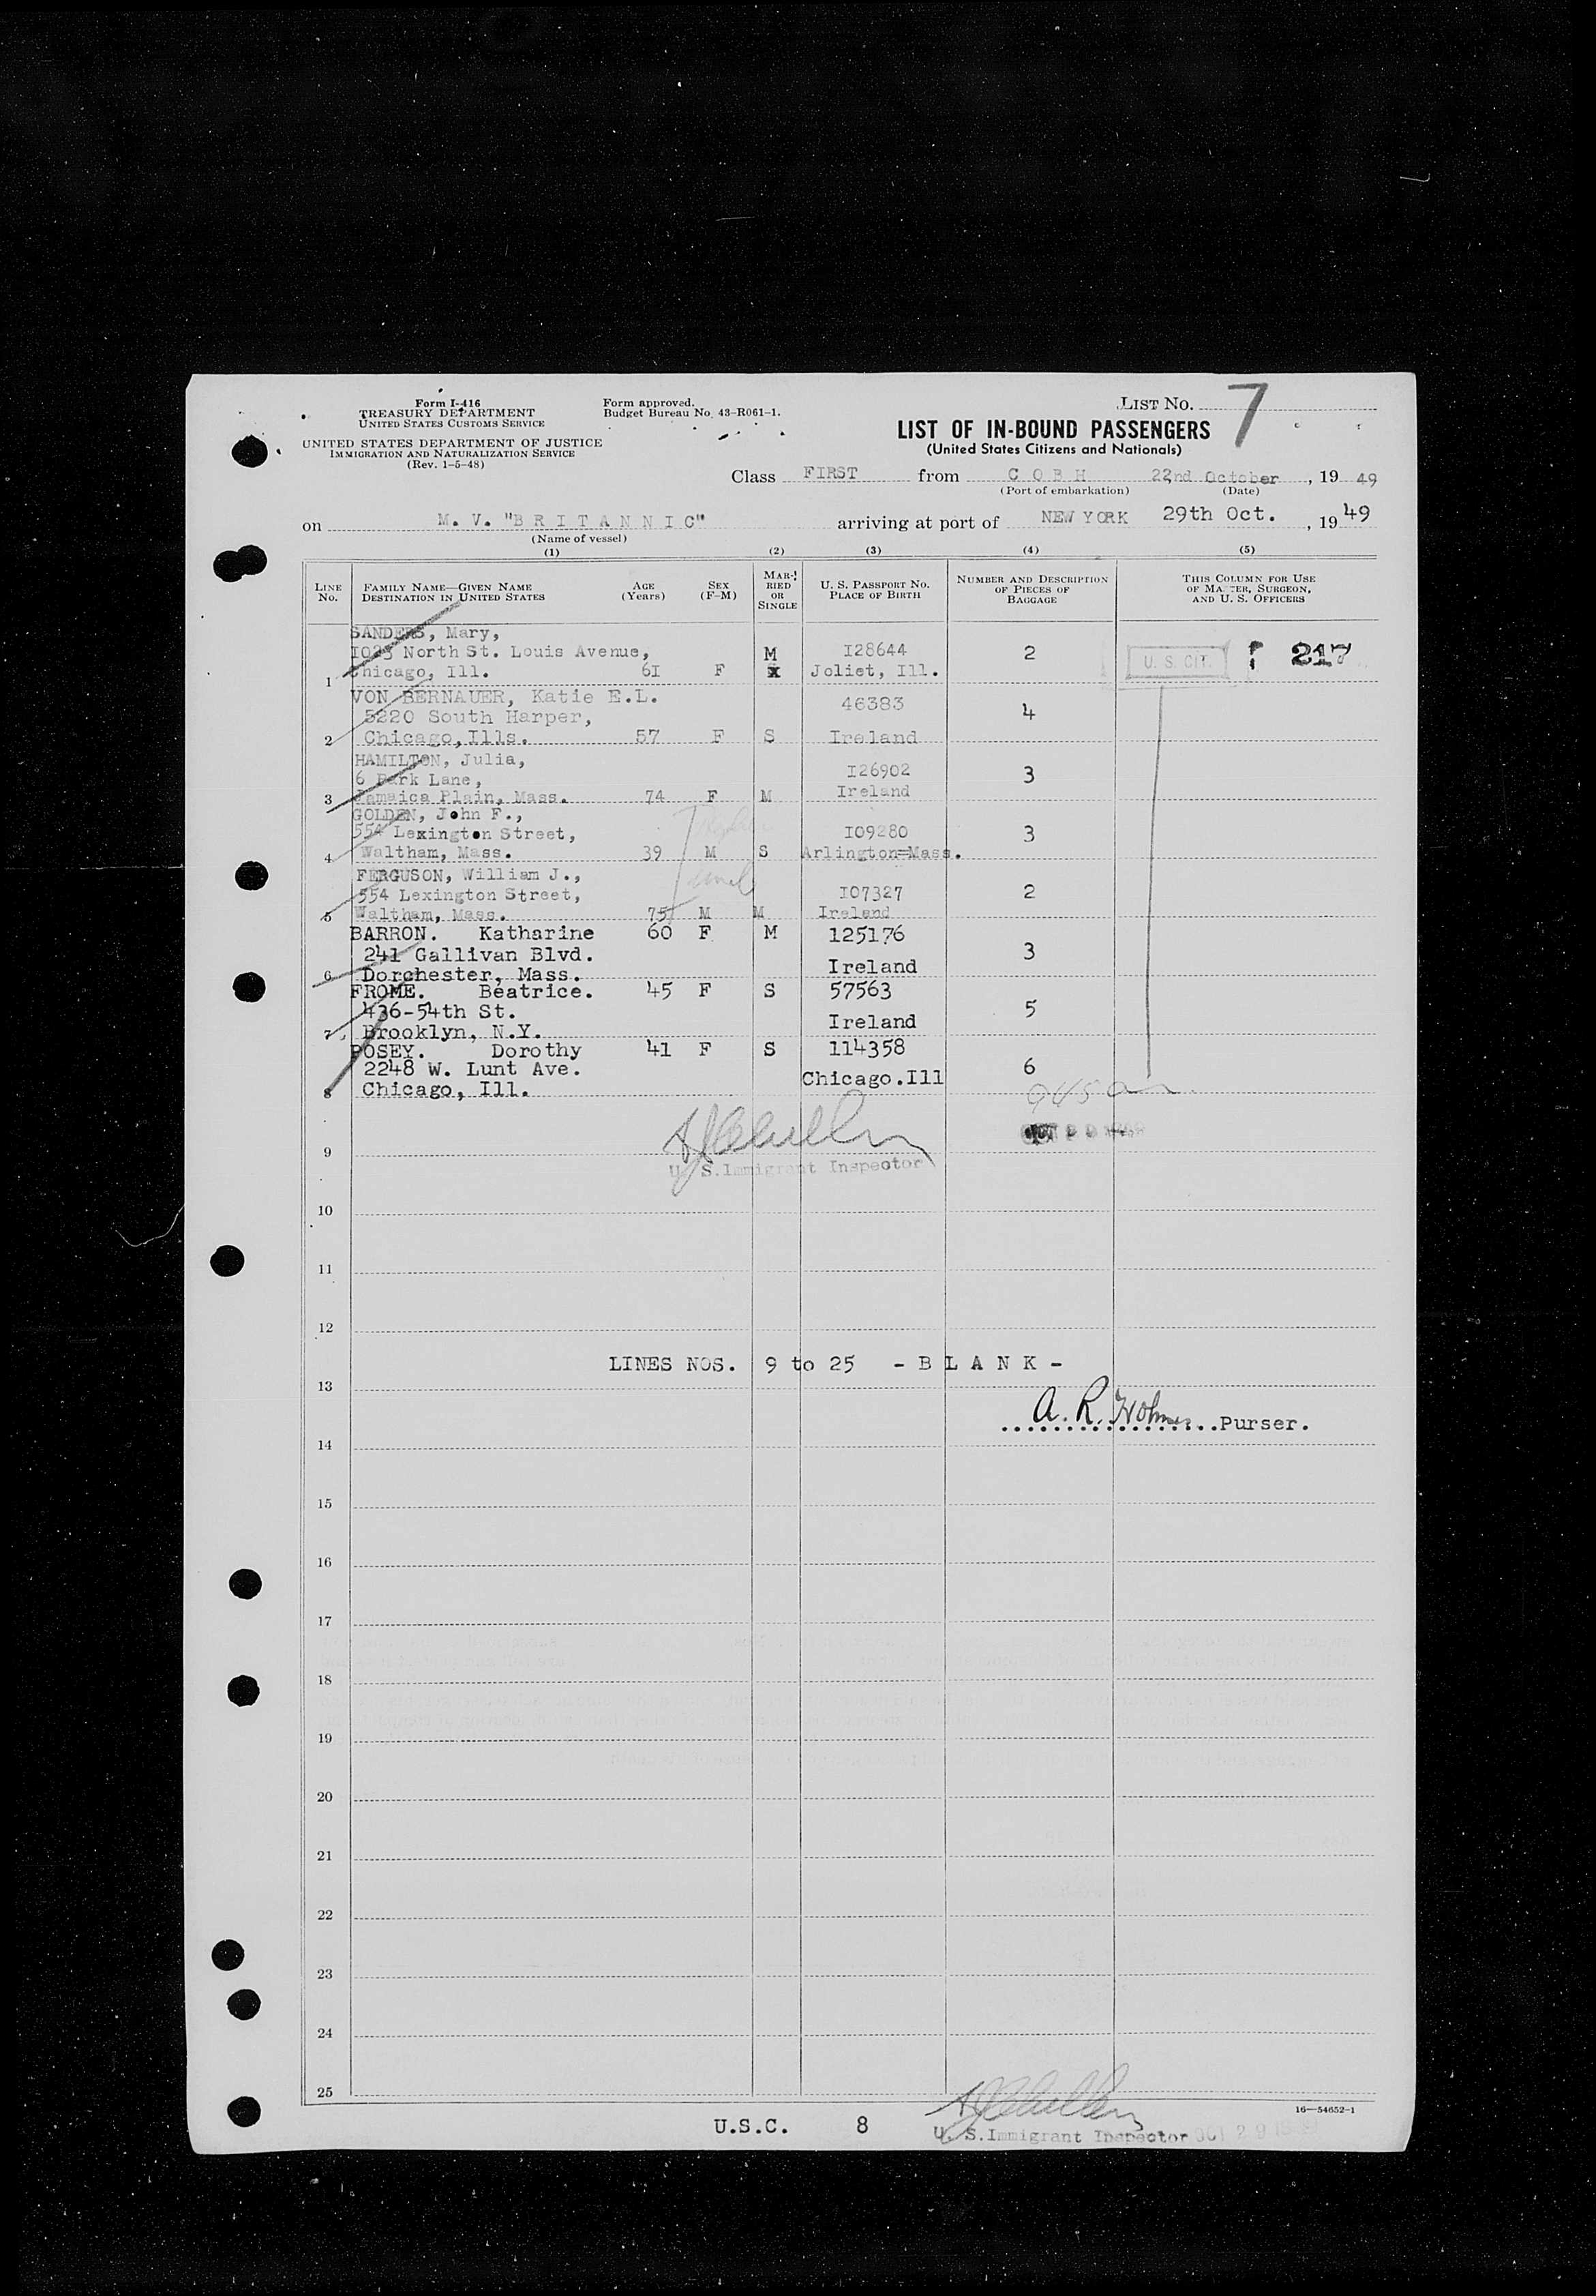 Form I-416
TREASURY DEPARTMENT
UNITED STATES CUSTOMS SERVICE
UNITED STATES DEPARTMENT OF JUSTICE
IMMIGRATION AND NATURALIZATION SERVICE
(Rev. 1-5-48)
Form approved.
Budget Bureau No. 43-R061-1.
LIST NO. 7
LIST OF IN-BOUND PASSENGERS
(United States Citizens and Nationals)
Class FIRST from C O B H 22nd October, 19 49
(Port of embarkation) (Date)
on M. V. "B R I T A N N I C" arriving at port of NEW YORK 29th Oct., 19 49
(Name of vessel)
(1) (2) (3) (4) (5)
LINE No. FAMILY NAME—GIVEN NAME DESTINATION IN UNITED STATES AGE (Years) SEX (F-M) MARRIED OR SINGLE U. S. PASSPORT NO. PLACE OF BIRTH NUMBER AND DESCRIPTION OF PIECES OF BAGGAGE THIS COLUMN FOR USE OF MASTER, SURGEON, AND U. S. OFFICERS
SANDERS, Mary,
1023 North St. Louis Avenue, M I28644 2 U. S. CIT. 217
1 Chicago, Ill. 61 F x Joliet, Ill.
VON BERNAUER, Katie E.L. 46383
5220 South Harper, 4
2 Chicago, Ills. 57 F S Ireland
HAMILTON, Julia,
6 Park Lane, I26902 3
3 Jamaica Plain, Mass. 74 F M Ireland
GOLDEN, John F.,
554 Lexington Street, I09280 3
4 Waltham, Mass. 39 M S Arlington=Mass.
FERGUSON, William J., uncle
554 Lexington Street, I07327 2
5 Waltham, Mass. 75 M M Ireland
BARRON. Katharine 60 F M 125176
241 Gallivan Blvd. 3
6 Dorchester, Mass. Ireland
FROME. Beatrice. 45 F S 57563
436-54th St. 5
7 Brooklyn, N.Y. Ireland
POSEY. Dorothy 41 F S 114358
2248 W. Lunt Ave. 6
8 Chicago, Ill. Chicago.Ill
945 am
9
U. S. Immigrant Inspector
10
11
12
LINES NOS. 9 to 25 - B L A N K -
13
A. R. Holmes Purser.
14
15
16
17
18
19
20
21
22
23
24
25
16—54652-1
U.S.C. 8 U. S. Immigrant Inspector OCT 29